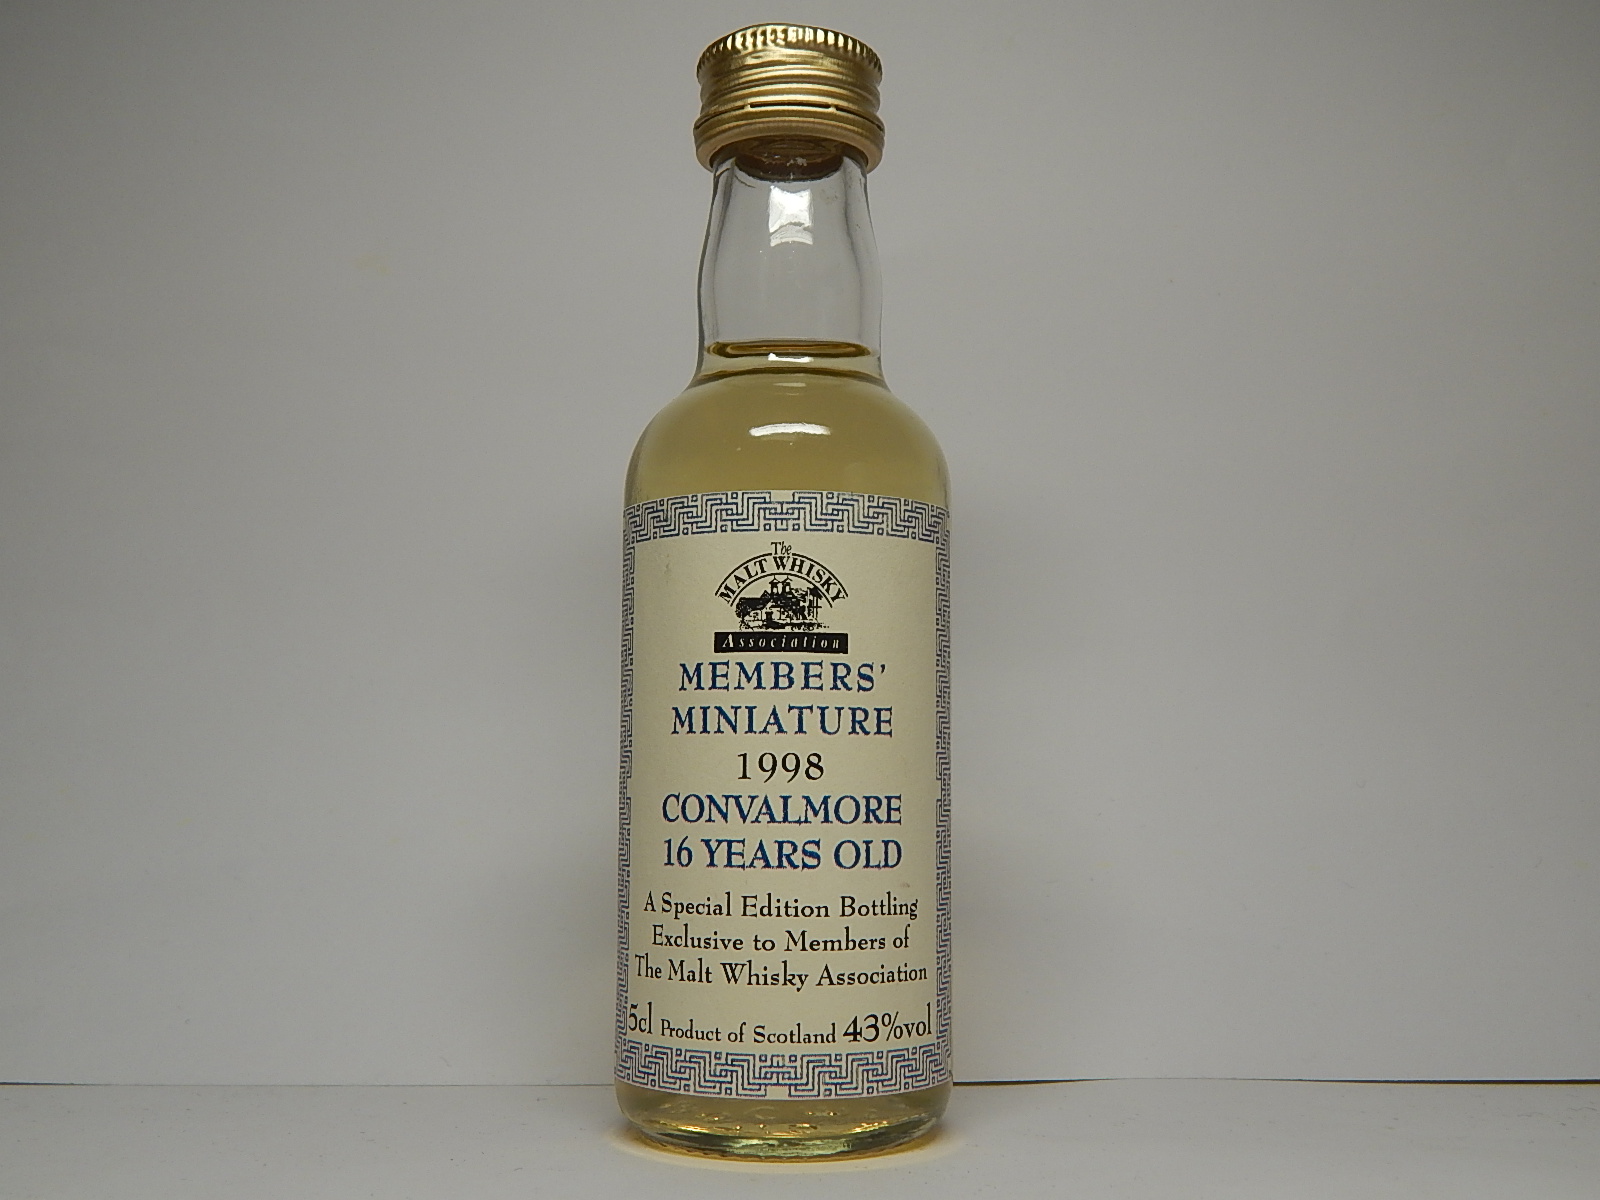 The
MALT WHISKY
Association
MEMBERS'
MINIATURE
1998
CONVALMORE
16 YEARS OLD
A Special Edition Bottling
Exclusive to Members of
The Malt Whisky Association
5cl Product of Scotland 43%vol